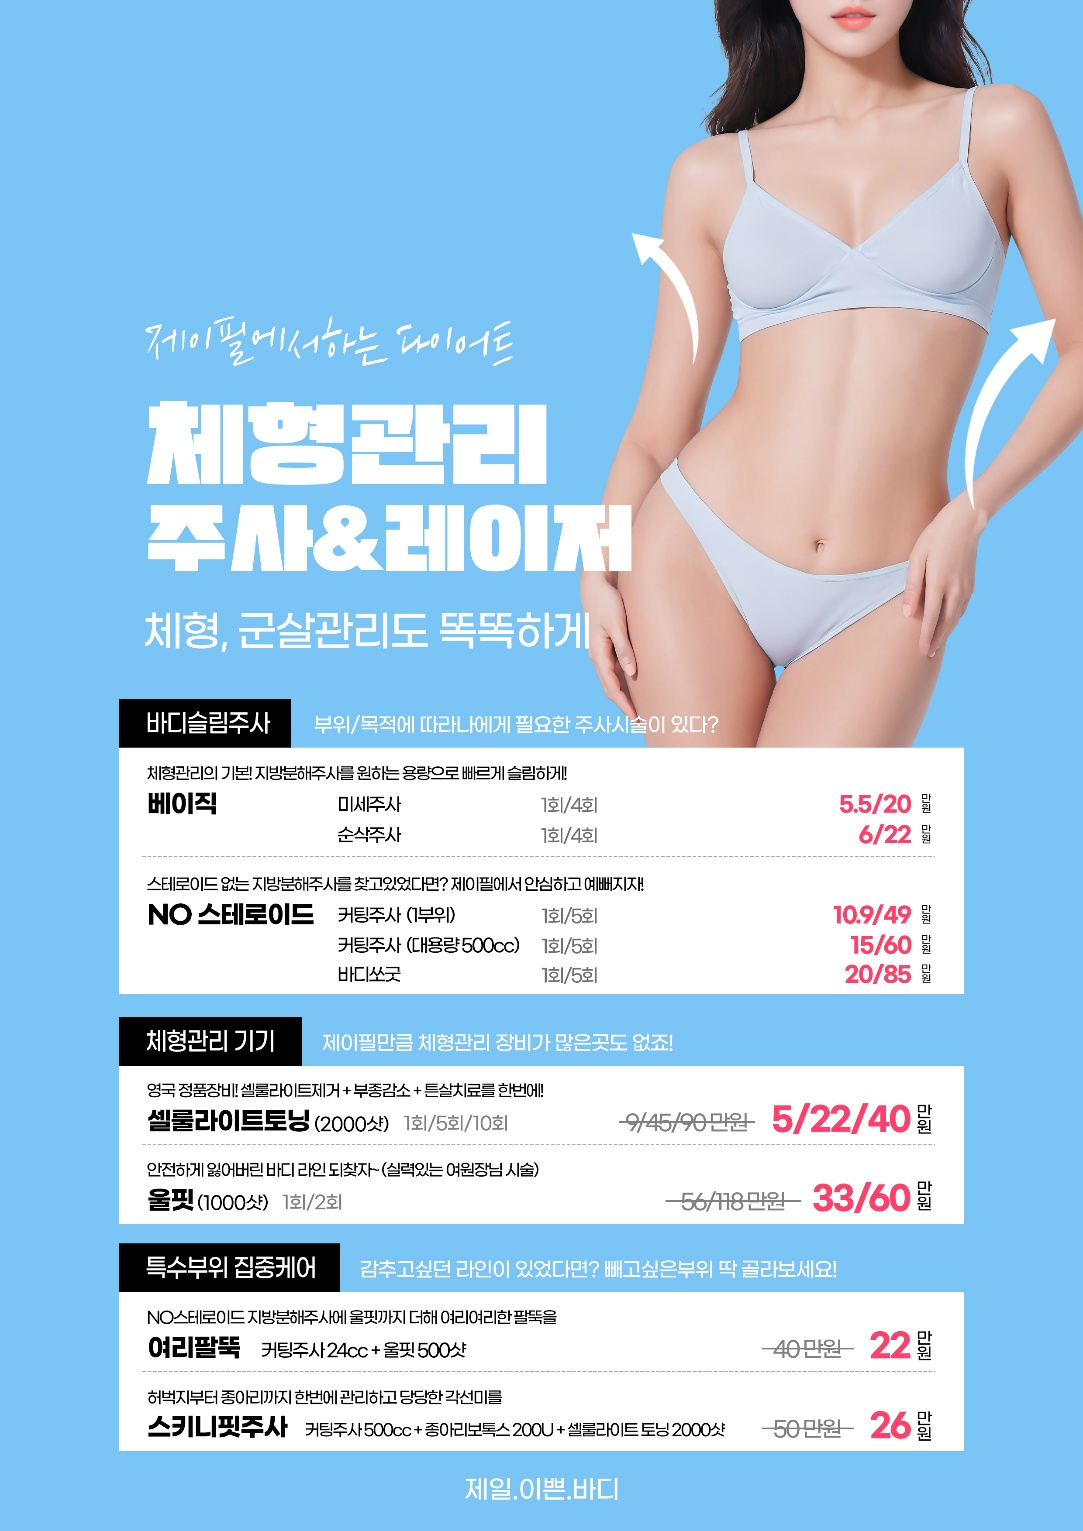 제이필에서하는 다이어트
체형관리
주사&레이저
체형, 군살관리도 똑똑하게
바디슬림주사 부위/목적에 따라나에게 필요한 주사시술이 있다?
체형관리의 기본! 지방분해주사를 원하는 용량으로 빠르게 슬림하게!
베이직 미세주사 1회/4회 5.5/20 만원
순삭주사 1회/4회 6/22 만원
스테로이드 없는 지방분해주사를 찾고있었다면? 제이필에서 안심하고 예뻐지자!
NO 스테로이드 커팅주사 (1부위) 1회/5회 10.9/49 만원
커팅주사 (대용량 500cc) 1회/5회 15/60 만원
바디쏘굿 1회/5회 20/85 만원
체형관리 기기 제이필만큼 체형관리 장비가 많은곳도 없죠!
영국 정품장비! 셀룰라이트제거 + 부종감소 + 튼살치료를 한번에!
셀룰라이트토닝 (2000샷) 1회/5회/10회 9/45/90 만원 5/22/40 만원
안전하게 잃어버린 바디 라인 되찾자~ (실력있는 여원장님 시술)
울핏 (1000샷) 1회/2회 56/118 만원 33/60 만원
특수부위 집중케어 감추고싶던 라인이 있었다면? 빼고싶은부위 딱 골라보세요!
NO스테로이드 지방분해주사에 울핏까지 더해 여리여리한 팔뚝을
여리팔뚝 커팅주사 24cc + 울핏 500샷 40 만원 22 만원
허벅지부터 종아리까지 한번에 관리하고 당당한 각선미를
스키니핏주사 커팅주사 500cc + 종아리보톡스 200U + 셀룰라이트 토닝 2000샷 50 만원 26 만원
제일.이쁜.바디